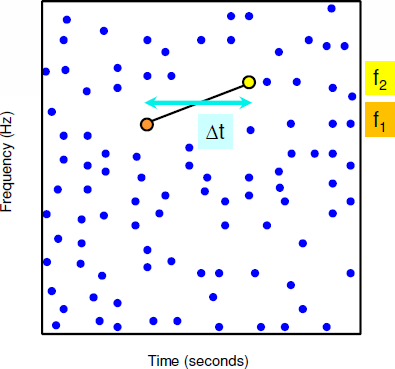 Frequency (Hz)
f₂
f₁
Δt
Time (seconds)